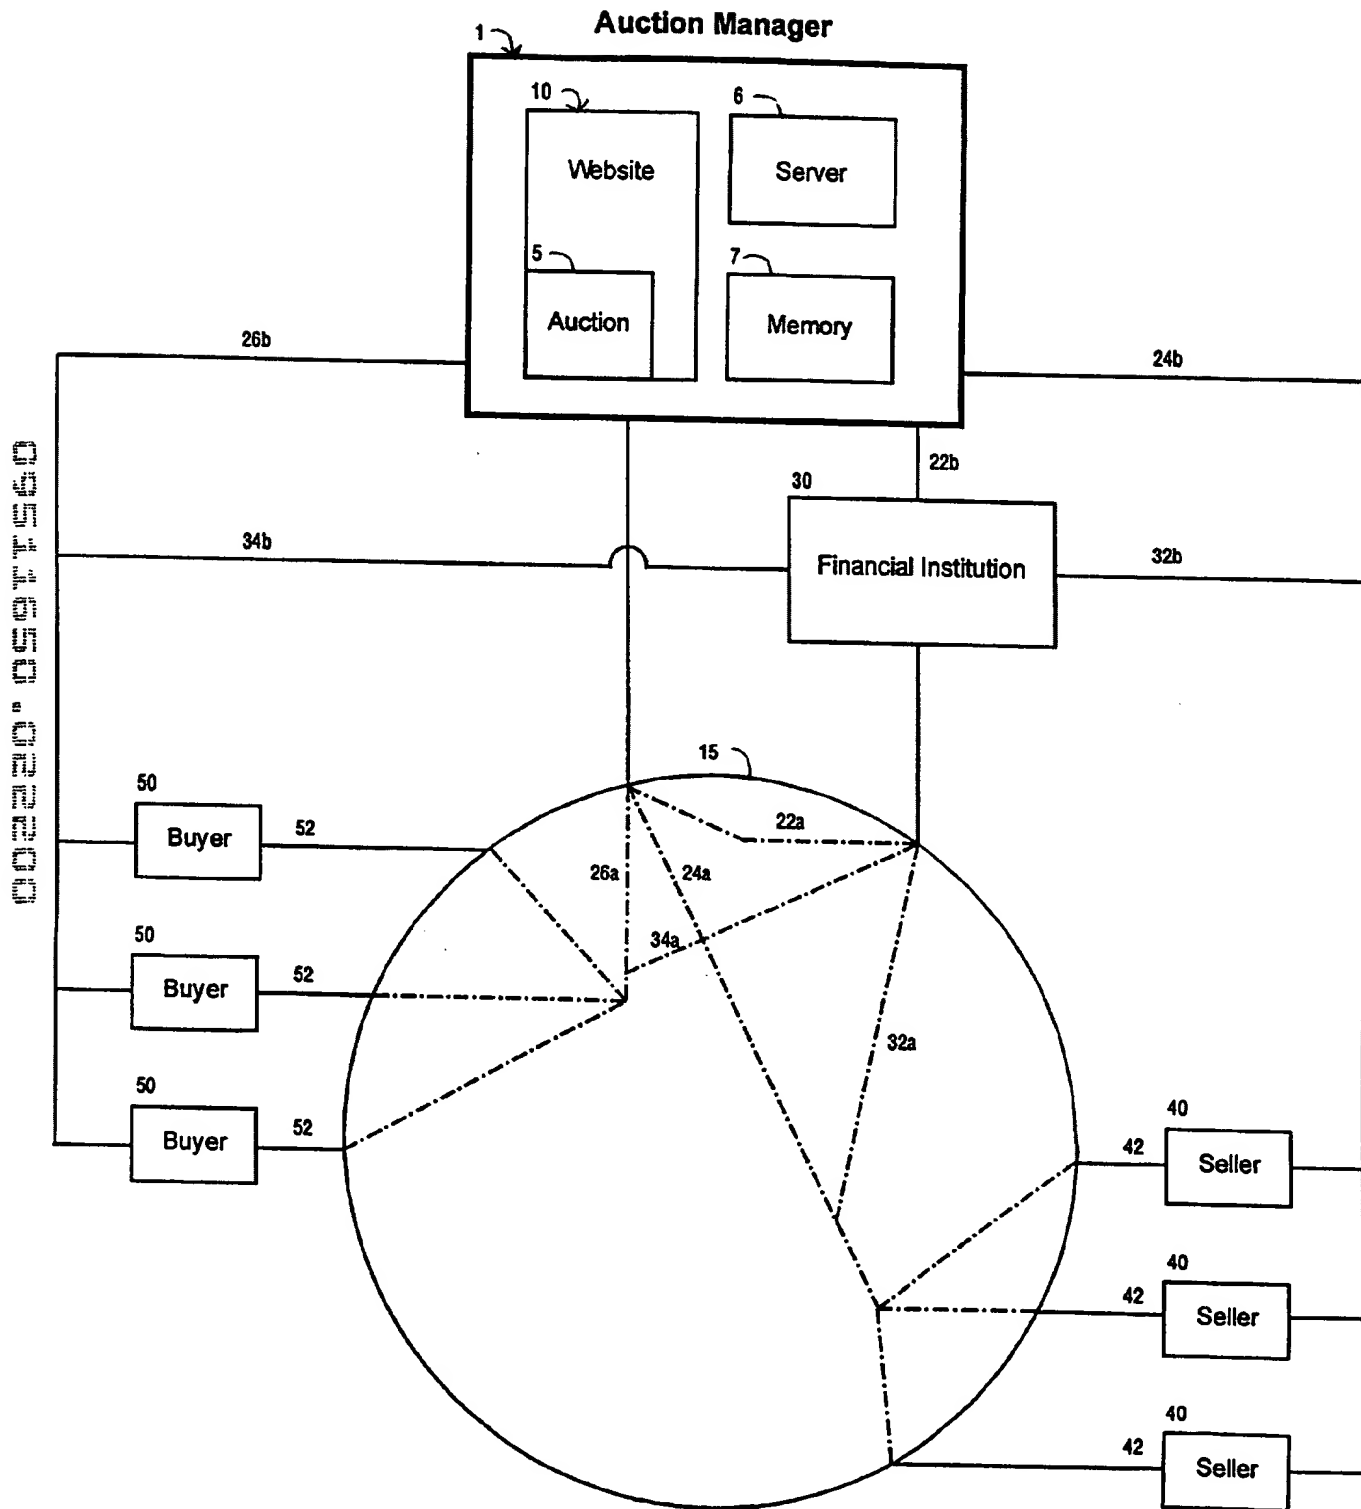 Auction Manager
1
10
6
Website
Server
5
7
Auction
Memory
26b
24b
22b
30
34b
Financial Institution
32b
09511650.022200
15
50
Buyer
52
22a
26a
24a
50
34a
Buyer
52
32a
50
Buyer
52
40
42
Seller
40
42
Seller
40
42
Seller